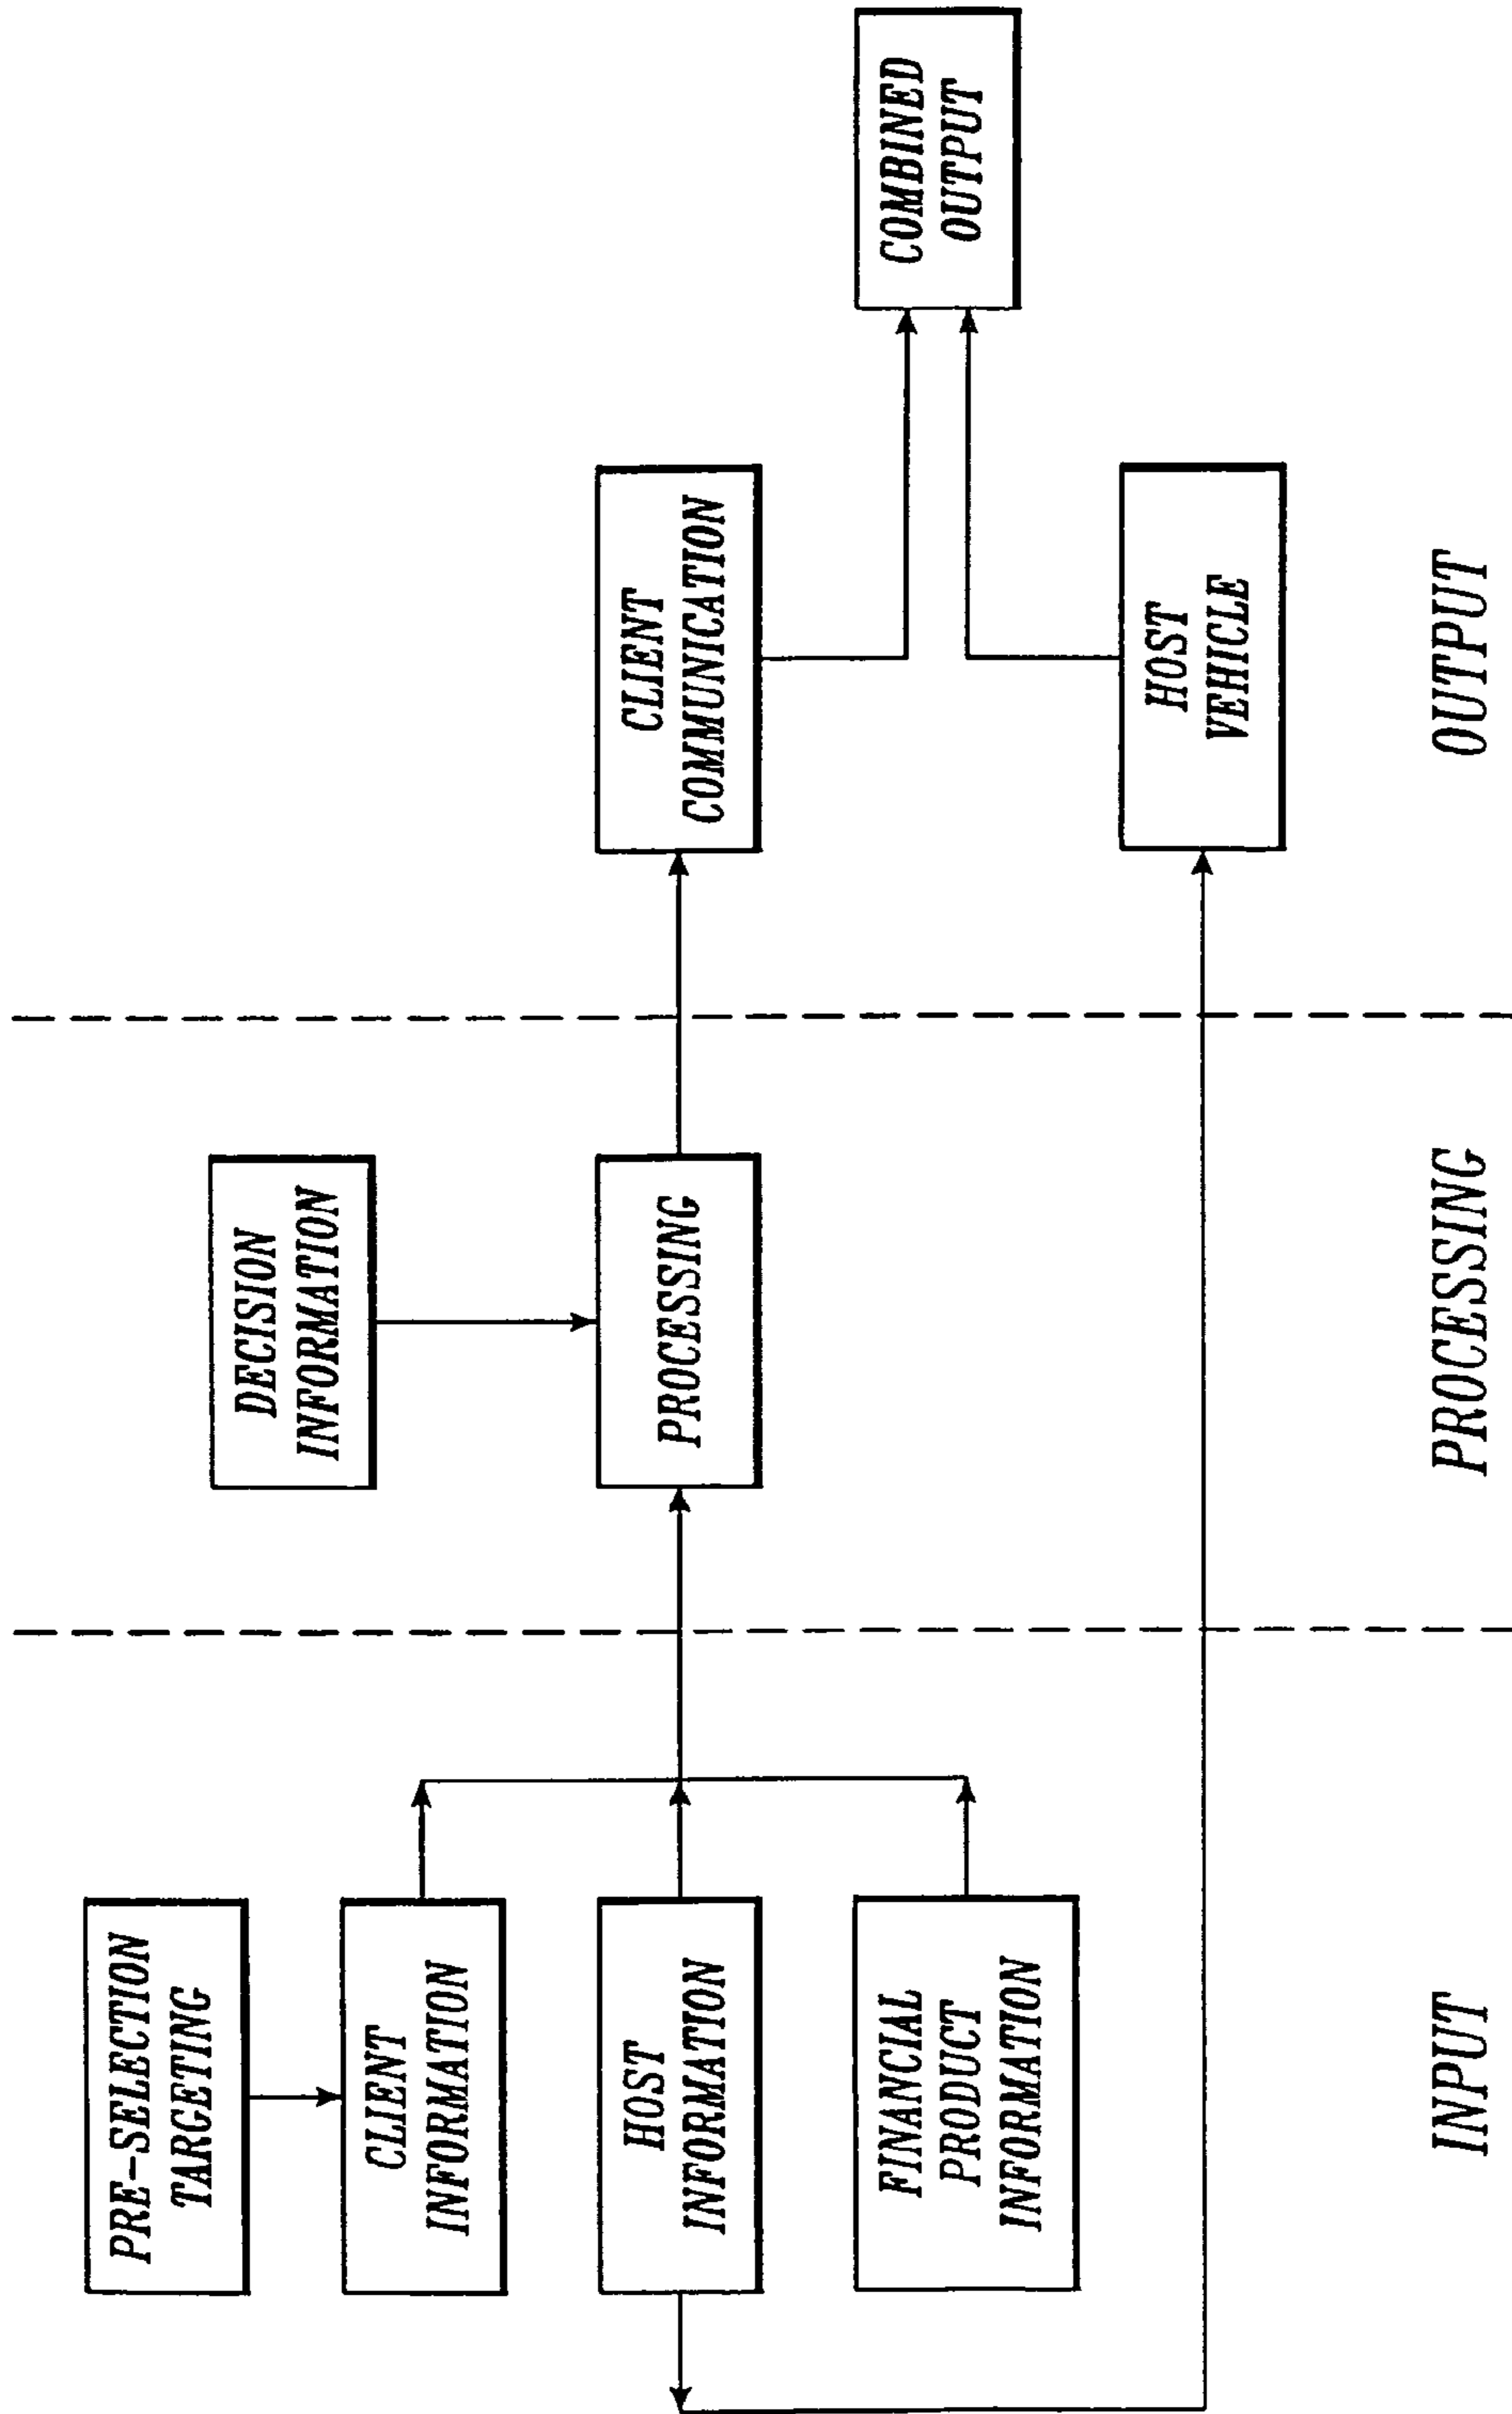 PRE-SELECTION
TARGETING
CLIENT
INFORMATION
HOST
INFORMATION
FINANCIAL
PRODUCT
INFORMATION
DECISION
INFORMATION
PROCESSING
CLIENT
COMMUNICATION
HOST
VEHICLE
COMBINED
OUTPUT
INPUT
PROCESSING
OUTPUT